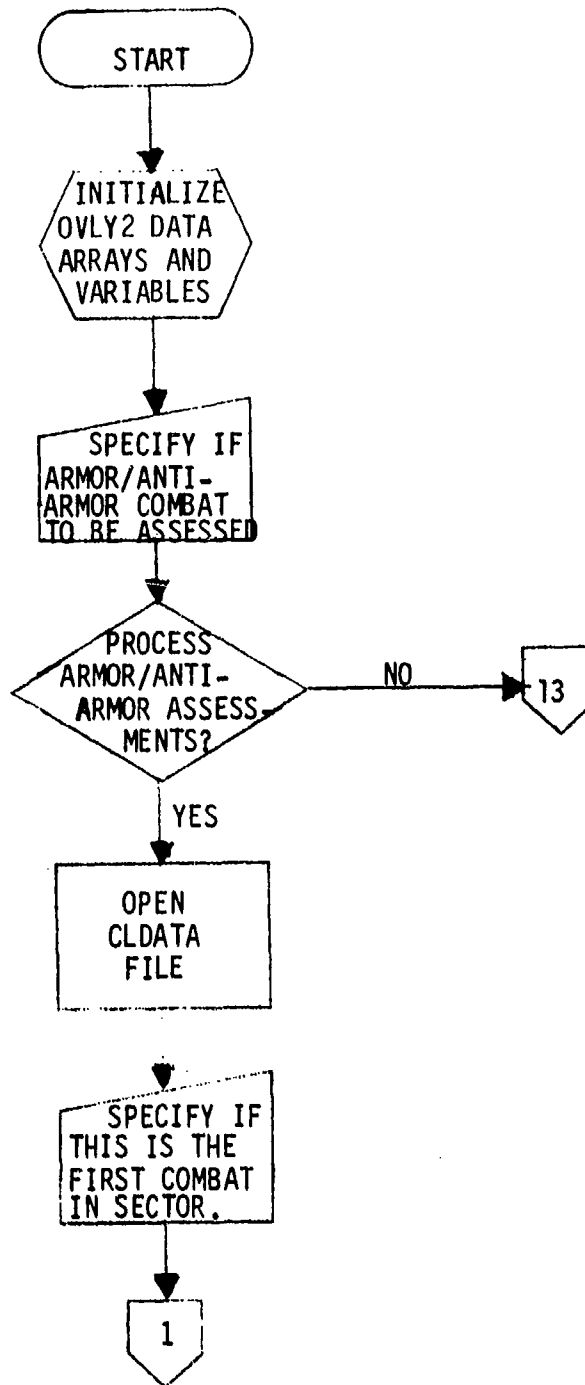 START
INITIALIZE
OVLY2 DATA
ARRAYS AND
VARIABLES
SPECIFY IF
ARMOR/ANTI-
ARMOR COMBAT
TO BE ASSESSED
PROCESS
ARMOR/ANTI-
ARMOR ASSESS-
MENTS?
NO
13
YES
OPEN
CLDATA
FILE
SPECIFY IF
THIS IS THE
FIRST COMBAT
IN SECTOR.
1